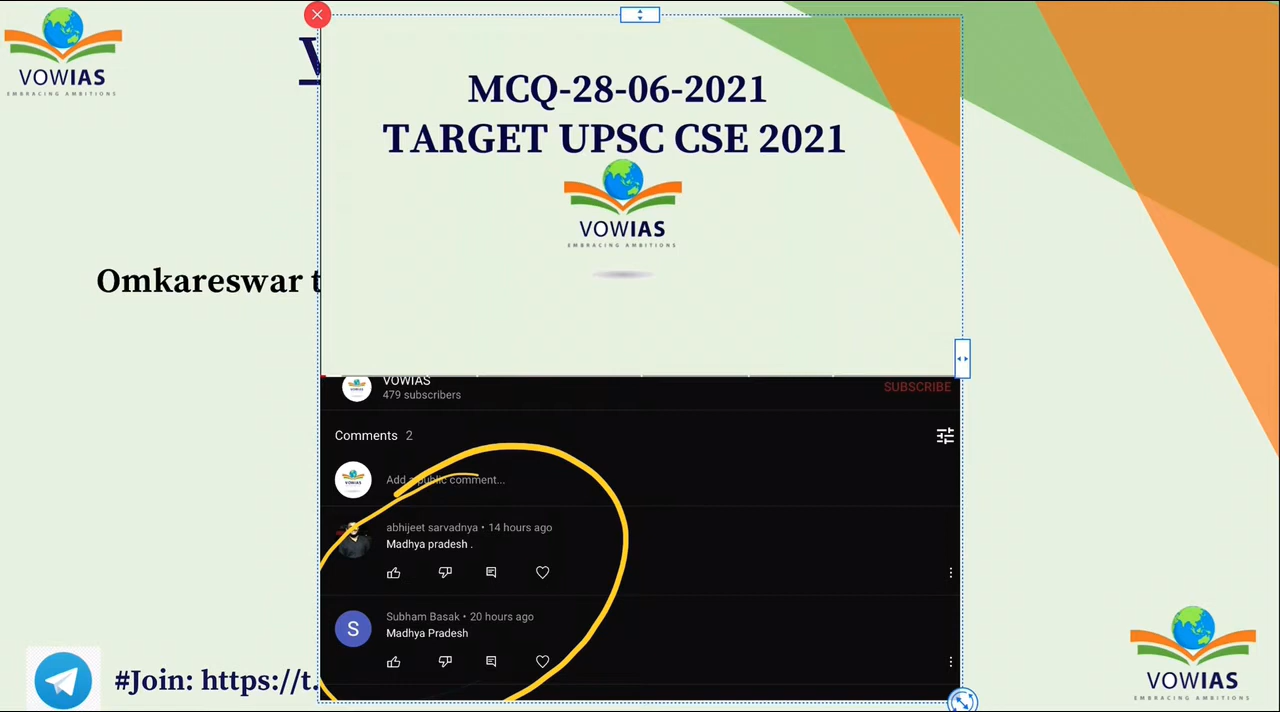 VOWIAS
EMBRACING AMBITIONS
MCQ-28-06-2021
TARGET UPSC CSE 2021
VOWIAS
EMBRACING AMBITIONS
Omkareswar t
VOWIAS
479 subscribers
SUBSCRIBE
Comments 2
VOWIAS
Add a public comment...
abhijeet sarvadnya • 14 hours ago
Madhya pradesh .
S
Subham Basak • 20 hours ago
Madhya Pradesh
#Join: https://t.
VOWIAS
EMBRACING AMBITIONS